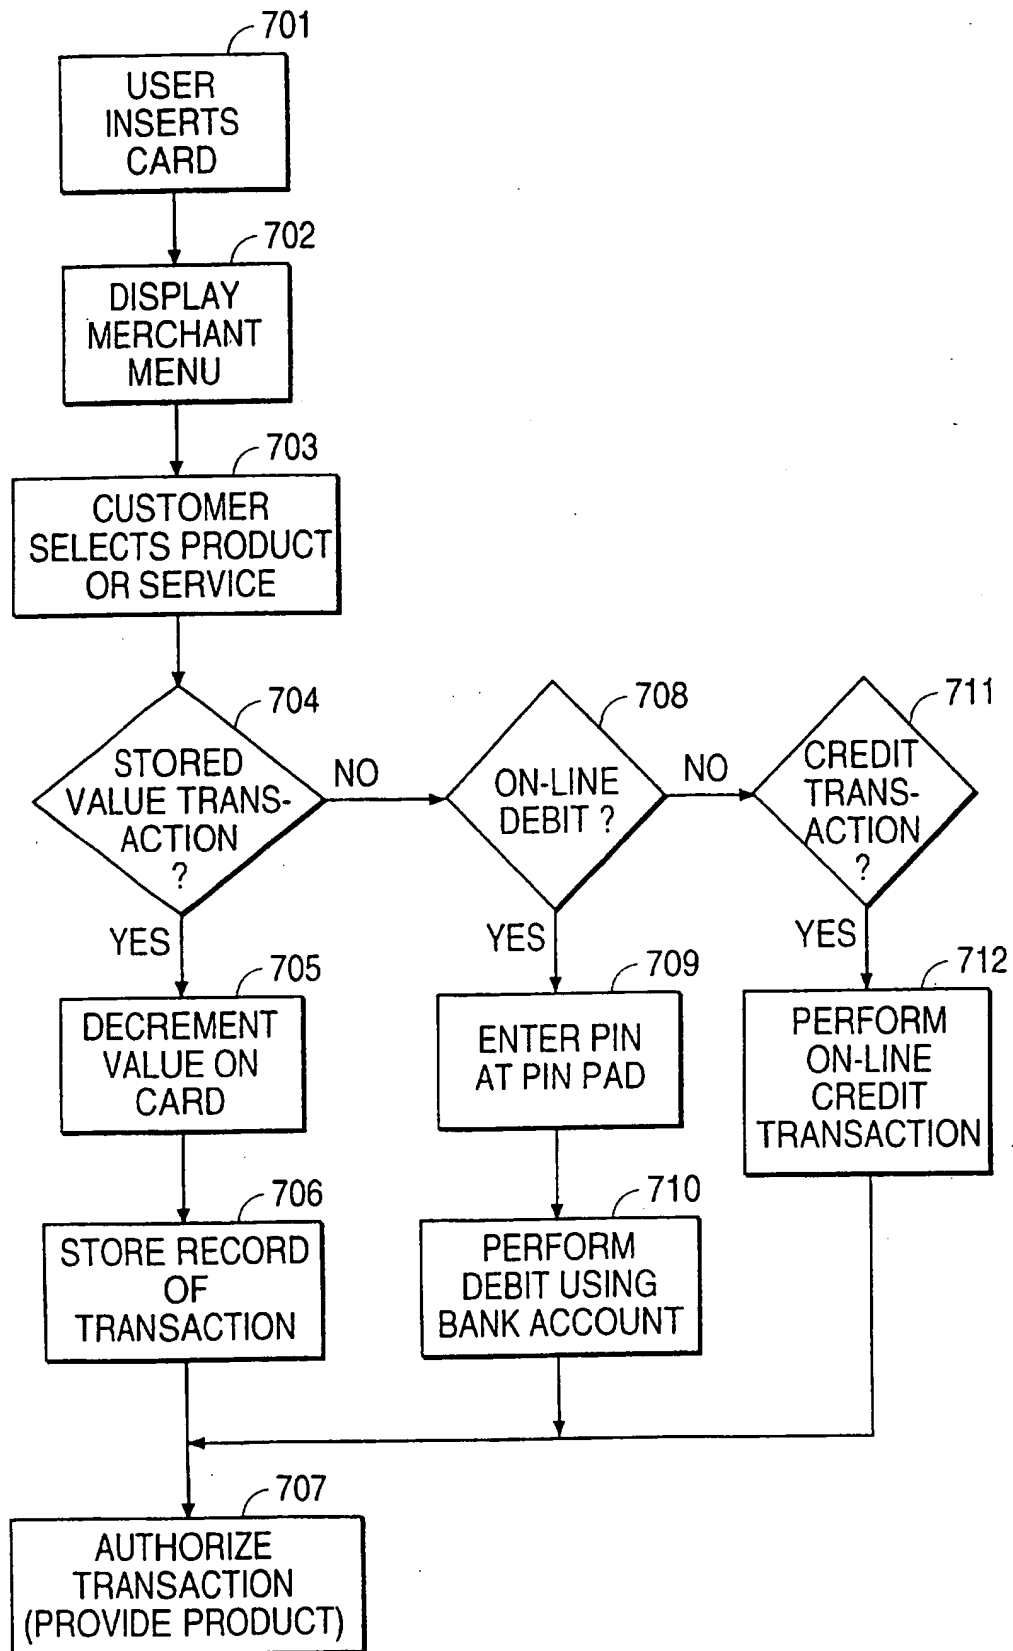 701
USER
INSERTS
CARD
702
DISPLAY
MERCHANT
MENU
703
CUSTOMER
SELECTS PRODUCT
OR SERVICE
704
STORED
VALUE TRANS-
ACTION
?
NO
YES
708
ON-LINE
DEBIT ?
NO
YES
711
CREDIT
TRANS-
ACTION
?
YES
705
DECREMENT
VALUE ON
CARD
709
ENTER PIN
AT PIN PAD
712
PERFORM
ON-LINE
CREDIT
TRANSACTION
706
STORE RECORD
OF
TRANSACTION
710
PERFORM
DEBIT USING
BANK ACCOUNT
707
AUTHORIZE
TRANSACTION
(PROVIDE PRODUCT)